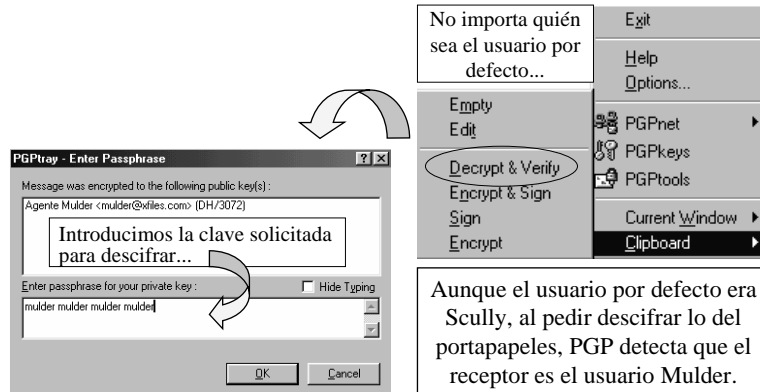 No importa quién
sea el usuario por
defecto...
Exit
Help
Options...
PGPnet
PGPkeys
PGPtools
Current Window
Clipboard
Empty
Edit
Decrypt & Verify
Encrypt & Sign
Sign
Encrypt
PGPtray - Enter Passphrase
Message was encrypted to the following public key(s) :
Agente Mulder <mulder@xfiles.com> (DH/3072)
Introducimos la clave solicitada
para descifrar...
Enter passphrase for your private key :
Hide Typing
mulder mulder mulder mulder
OK
Cancel
Aunque el usuario por defecto era
Scully, al pedir descifrar lo del
portapapeles, PGP detecta que el
receptor es el usuario Mulder.